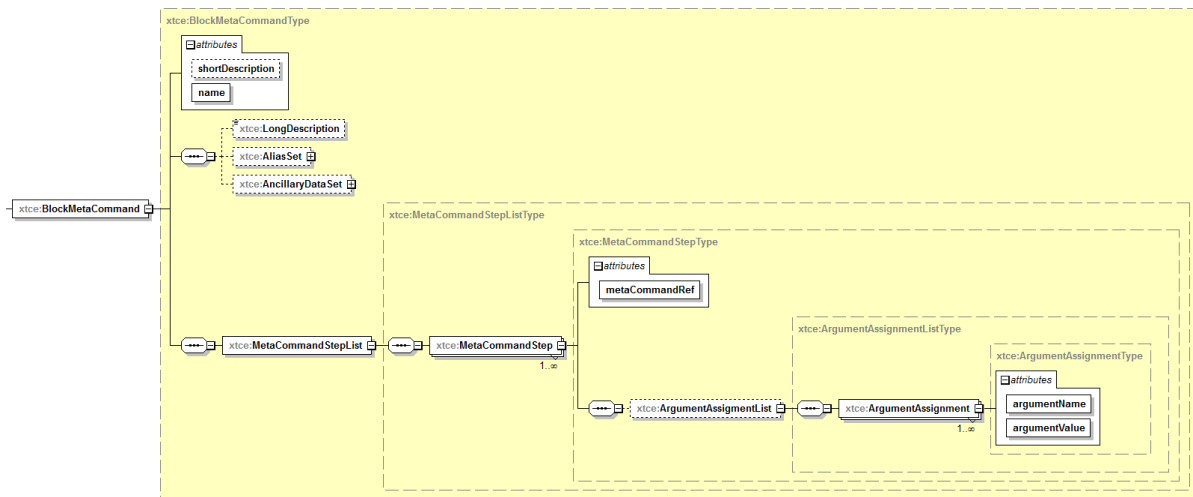 xtce:BlockMetaCommandType
attributes
shortDescription
name
xtce:LongDescription
xtce:AliasSet
xtce:AncillaryDataSet
xtce:BlockMetaCommand
xtce:MetaCommandStepListType
xtce:MetaCommandStepType
attributes
metaCommandRef
xtce:MetaCommandStepList
xtce:MetaCommandStep
1..∞
xtce:ArgumentAssignmentListType
xtce:ArgumentAssignmentType
attributes
argumentName
argumentValue
xtce:ArgumentAssigmentList
xtce:ArgumentAssignment
1..∞